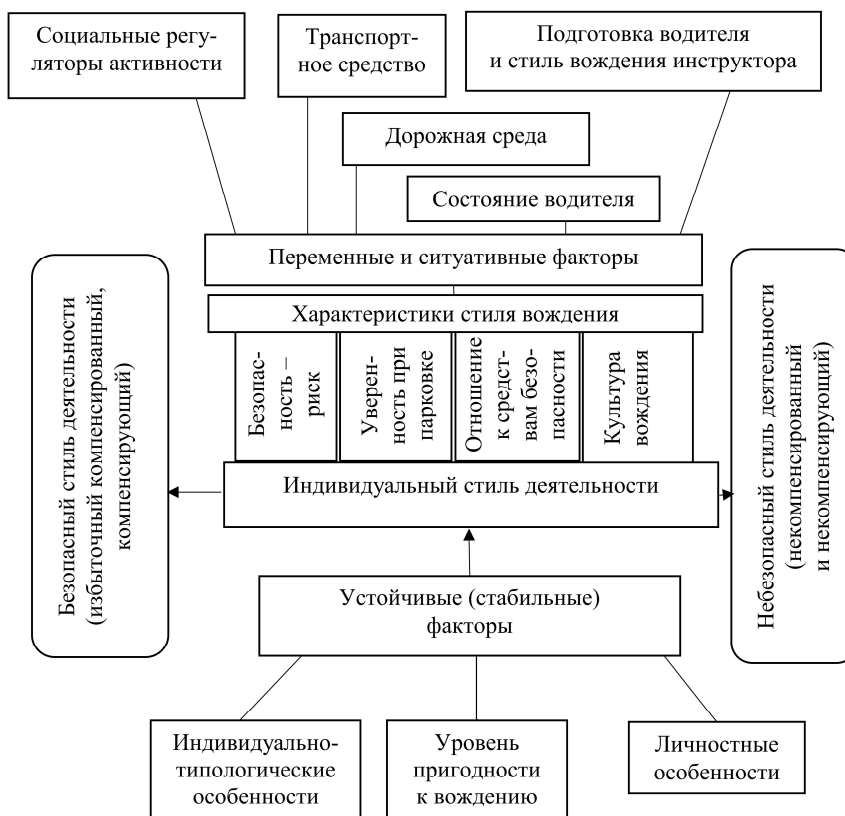 Социальные регу-
ляторы активности
Транспорт-
ное средство
Подготовка водителя
и стиль вождения инструктора
Дорожная среда
Состояние водителя
Переменные и ситуативные факторы
Характеристики стиля вождения
Безопасный стиль деятельности
(избыточный компенсированный,
компенсирующий)
Безопас-
ность –
риск
Уверен-
ность при
парковке
Отношение
к средст-
вам безо-
пасности
Культура
вождения
Небезопасный стиль деятельности
(некомпенсированный
и некомпенсирующий)
Индивидуальный стиль деятельности
Устойчивые (стабильные)
факторы
Индивидуально-
типологические
особенности
Уровень
пригодности
к вождению
Личностные
особенности